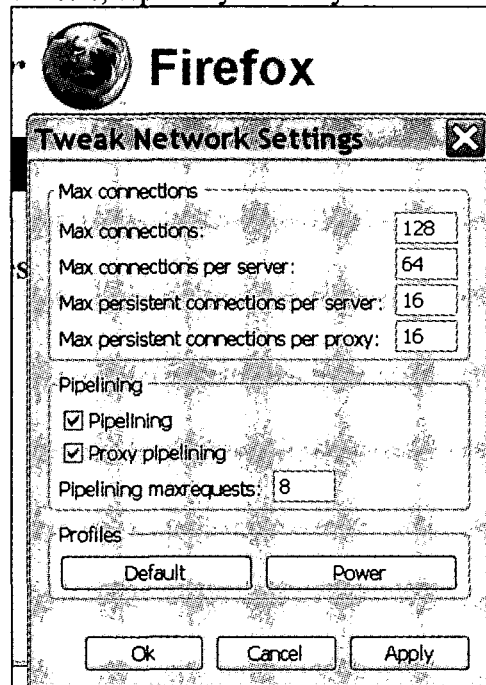 Firefox
Tweak Network Settings
Max connections
Max connections: 128
Max connections per server: 64
Max persistent connections per server: 16
Max persistent connections per proxy: 16
Pipelining
Pipelining
Proxy pipelining
Pipelining maxrequests: 8
Profiles
Default Power
Ok Cancel Apply